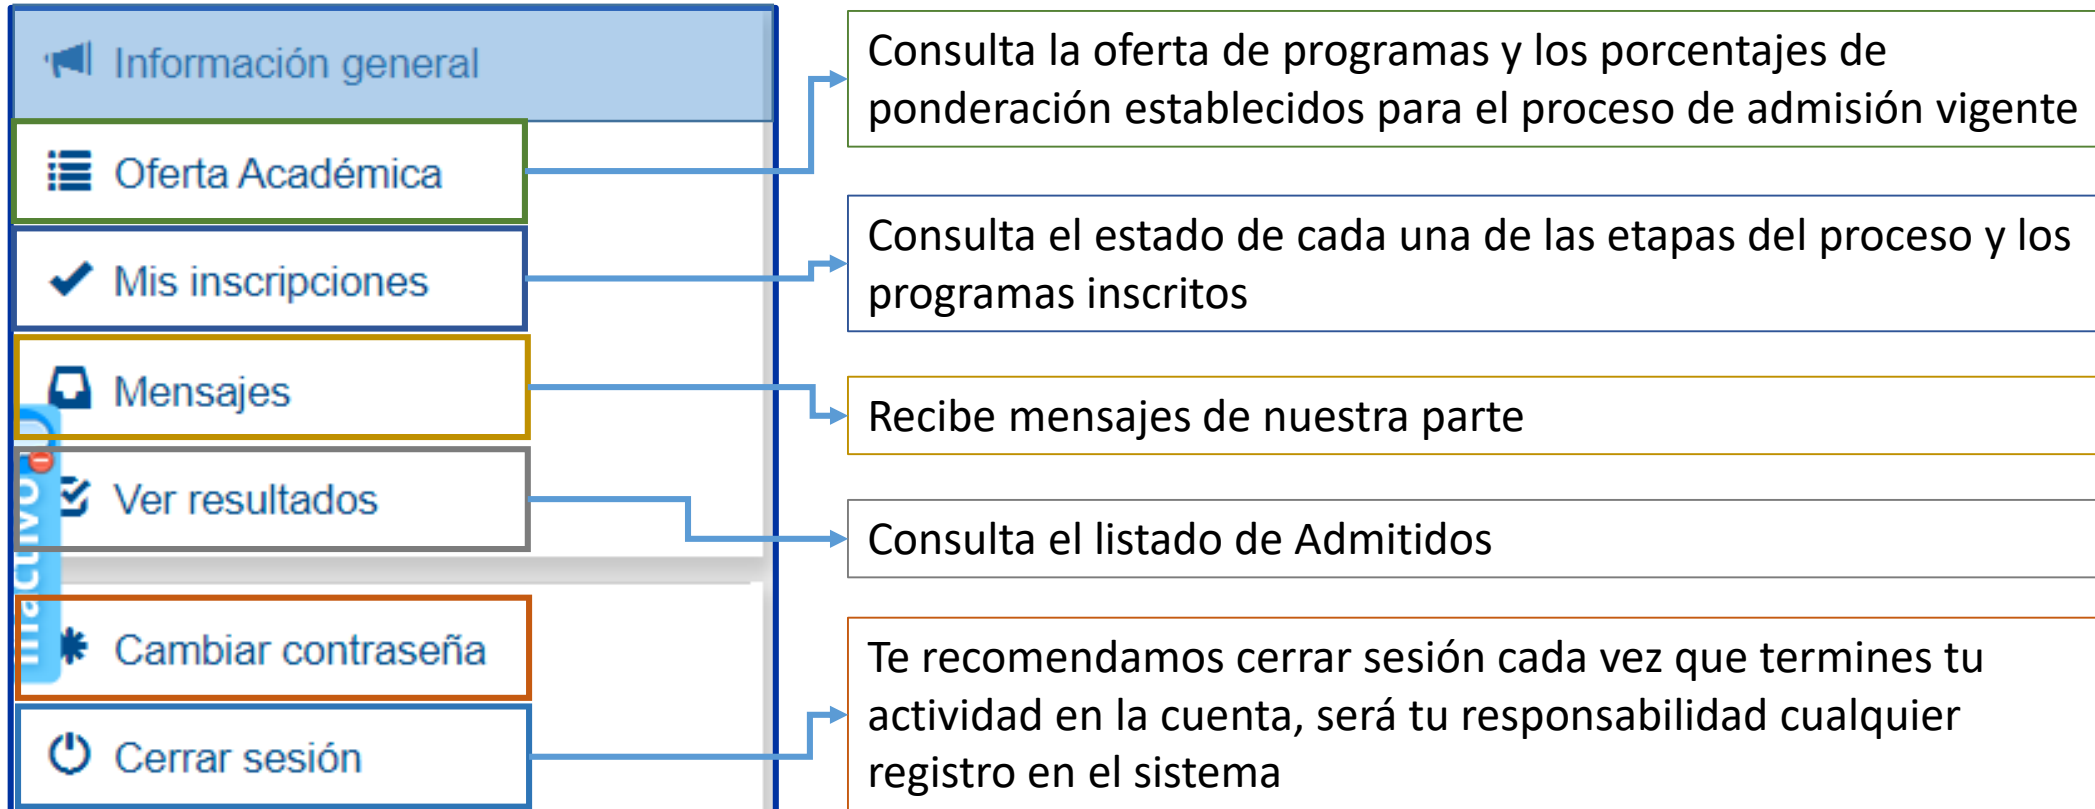 Información general
Oferta Académica
Mis inscripciones
Mensajes
Ver resultados
inactivo
Cambiar contraseña
Cerrar sesión
Consulta la oferta de programas y los porcentajes de
ponderación establecidos para el proceso de admisión vigente
Consulta el estado de cada una de las etapas del proceso y los
programas inscritos
Recibe mensajes de nuestra parte
Consulta el listado de Admitidos
Te recomendamos cerrar sesión cada vez que termines tu
actividad en la cuenta, será tu responsabilidad cualquier
registro en el sistema